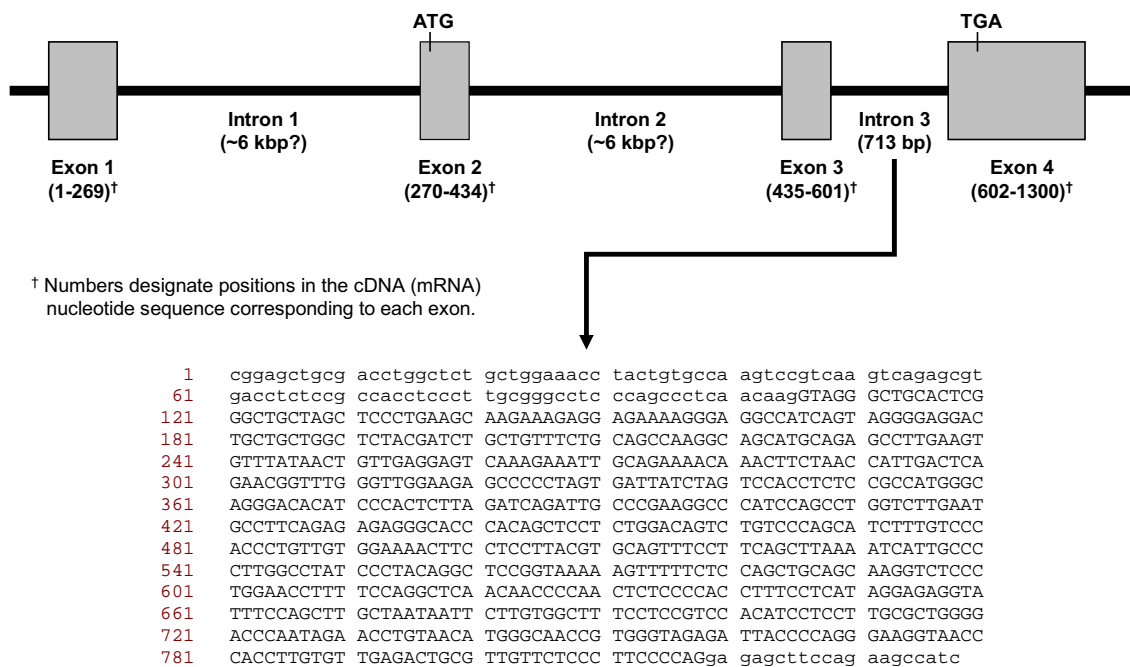 ATG
TGA
Intron 1
(~6 kbp?)
Intron 2
(~6 kbp?)
Intron 3
(713 bp)
Exon 1
(1-269)†
Exon 2
(270-434)†
Exon 3
(435-601)†
Exon 4
(602-1300)†
† Numbers designate positions in the cDNA (mRNA)
nucleotide sequence corresponding to each exon.
1 cggagctgcg acctggctct gctggaaacc tactgtgcca agtccgtcaa gtcagagcgt
61 gacctctccg ccacctccct tgcgggcctc cccagccctca acaagGTAGG GCTGCACTCG
121 GGCTGCTAGC TCCCTGAAGC AAGAAAGAGG AGAAAAGGGA GGCCATCAGT AGGGGAGGAC
181 TGCTGCTGGC TCTACGATCT GCTGTTTCTG CAGCCAAGGC AGCATGCAGA GCCTTGAAGT
241 GTTTATAACT GTTGAGGAGT CAAAGAAATT GCAGAAAACA AACTTCTAAC CATTGACTCA
301 GAACGGTTTG GGTTGGAAGA GCCCCCTAGT GATTATCTAG TCCACCTCTC CGCCATGGGC
361 AGGGACACAT CCCACTCTTA GATCAGATTG CCCGAAGGCC CATCCAGCCTG GTCTTGAAT
421 GCCTTCAGAG AGAGGGCACC CACAGCTCCT CTGGACAGTC TGTCCCAGCA TCTTTGTCCC
481 ACCCTGTTGT GGAAAACTTC CTCCTTACGT GCAGTTTCCT TCAGCTTAAA ATCATTGCCC
541 CTTGGCCTAT CCCTACAGGC TCCGGTAAAA AGTTTTTCTC CAGCTGCAGC AAGGTCTCCC
601 TGGAACCTTT TCCAGGCTCA ACAACCCCAA CTCTCCCCAC CTTTCCTCAT AGGAGAGGTA
661 TTTCCAGCTT GCTAATAATT CTTGTGGCTT TCCTCCGTCC ACATCCTCCT TGCGCTGGGG
721 ACCCAATAGA ACCTGTAACA TGGGCAACCG TGGGTAGAGA TTACCCCAGG GAAGGTAACC
781 CACCTTGTGT TGAGACTGCG TTGTTCTCCC TTCCCCAGga gagcttccag aagccatc